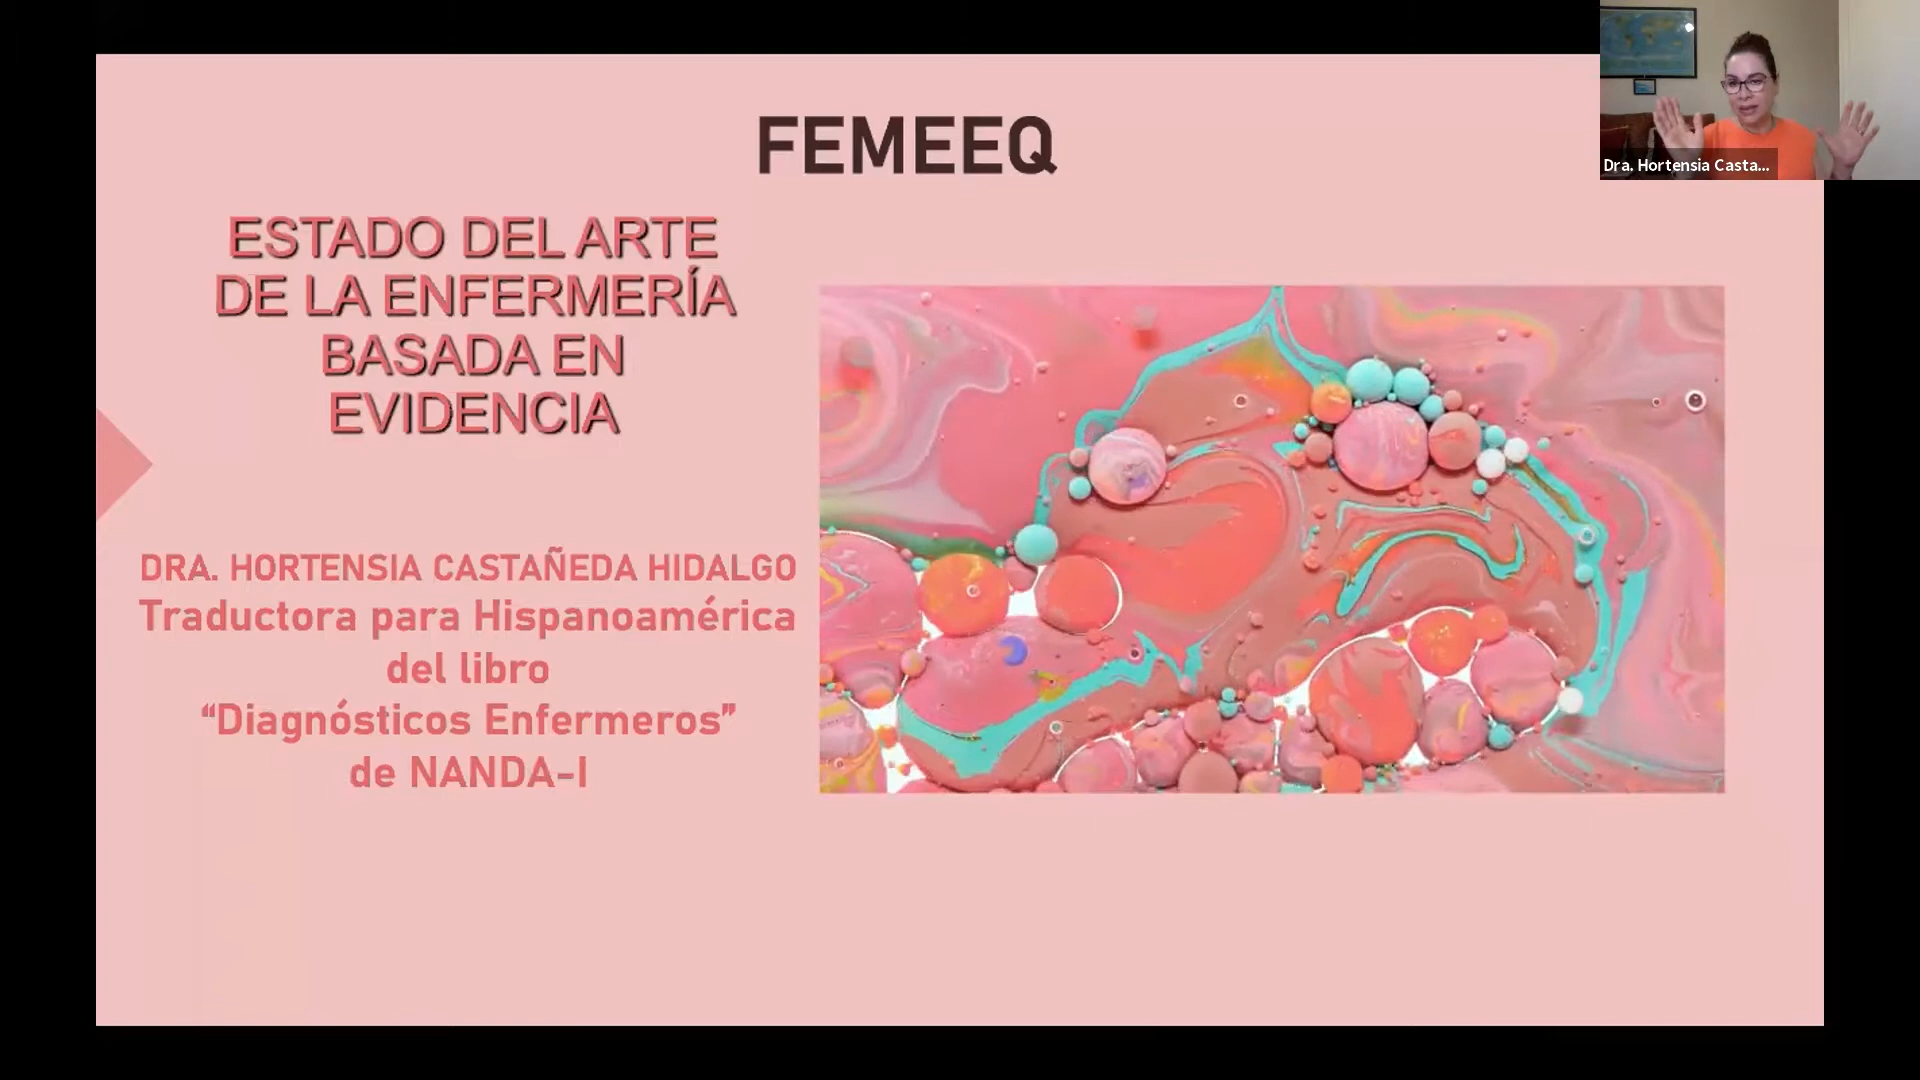 FEMEEQ
ESTADO DEL ARTE
DE LA ENFERMERÍA
BASADA EN
EVIDENCIA
DRA. HORTENSIA CASTAÑEDA HIDALGO
Traductora para Hispanoamérica
del libro
“Diagnósticos Enfermeros”
de NANDA-I
Dra. Hortensia Casta...